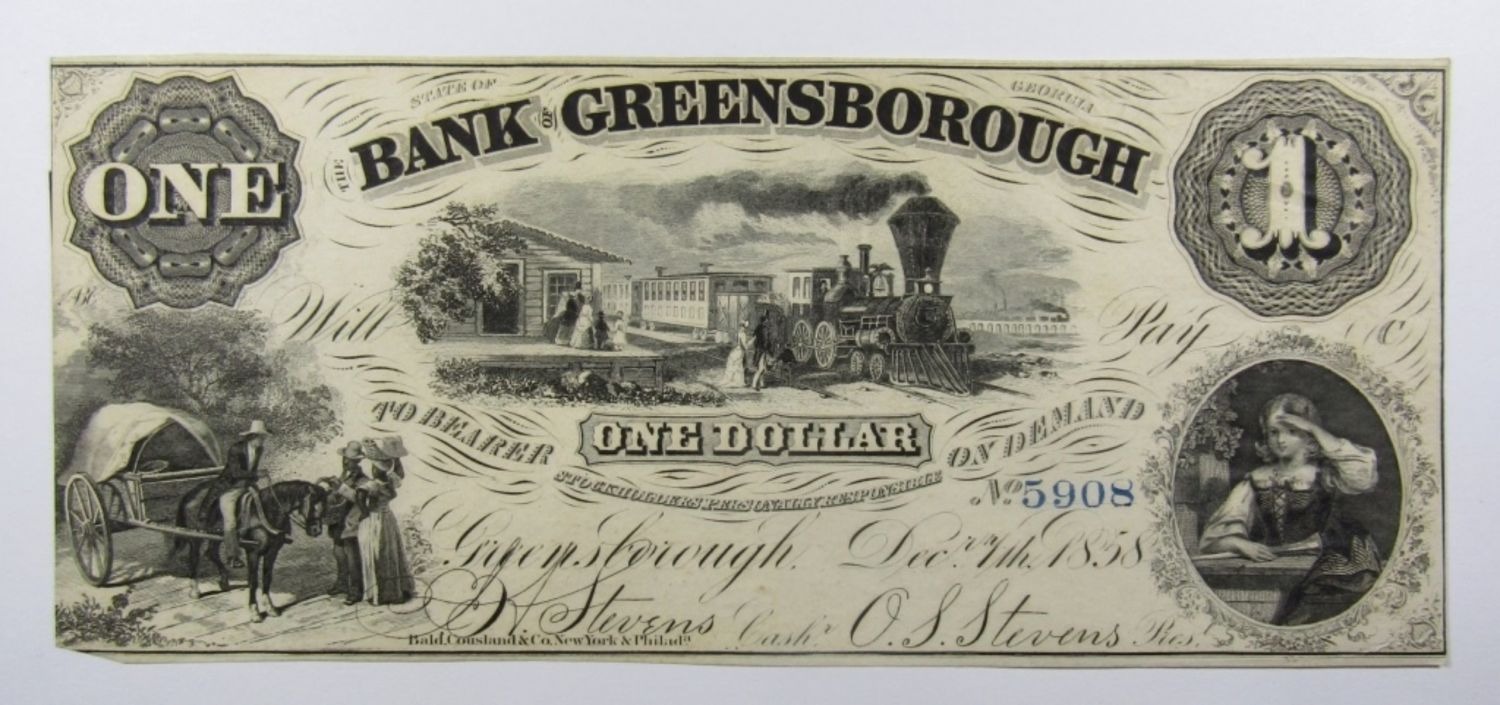 STATE OF GEORGIA
THE BANK OF GREENSBOROUGH
ONE
1
Will Pay C
TO BEARER ONE DOLLAR ON DEMAND
STOCKHOLDERS PERSONALLY RESPONSIBLE
No 5908
Greensborough, Dec. 7th, 1858
Stevens Cashr O. S. Stevens Pres.
Bald, Cousland & Co. New York & Philada.